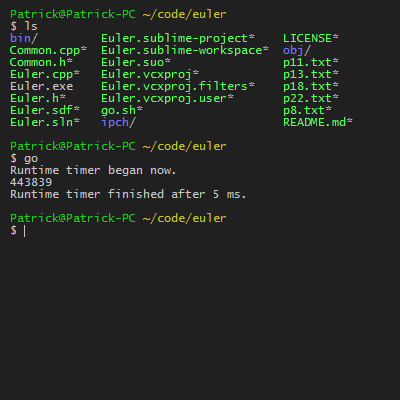 Patrick@Patrick-PC ~/code/euler
$ ls
bin/ Euler.sublime-project* LICENSE*
Common.cpp* Euler.sublime-workspace* obj/
Common.h* Euler.suo* p11.txt*
Euler.cpp* Euler.vcxproj* p13.txt*
Euler.exe Euler.vcxproj.filters* p18.txt*
Euler.h* Euler.vcxproj.user* p22.txt*
Euler.sdf* go.sh* p8.txt*
Euler.sln* ipch/ README.md*
Patrick@Patrick-PC ~/code/euler
$ go
Runtime timer began now.
443839
Runtime timer finished after 5 ms.
Patrick@Patrick-PC ~/code/euler
$